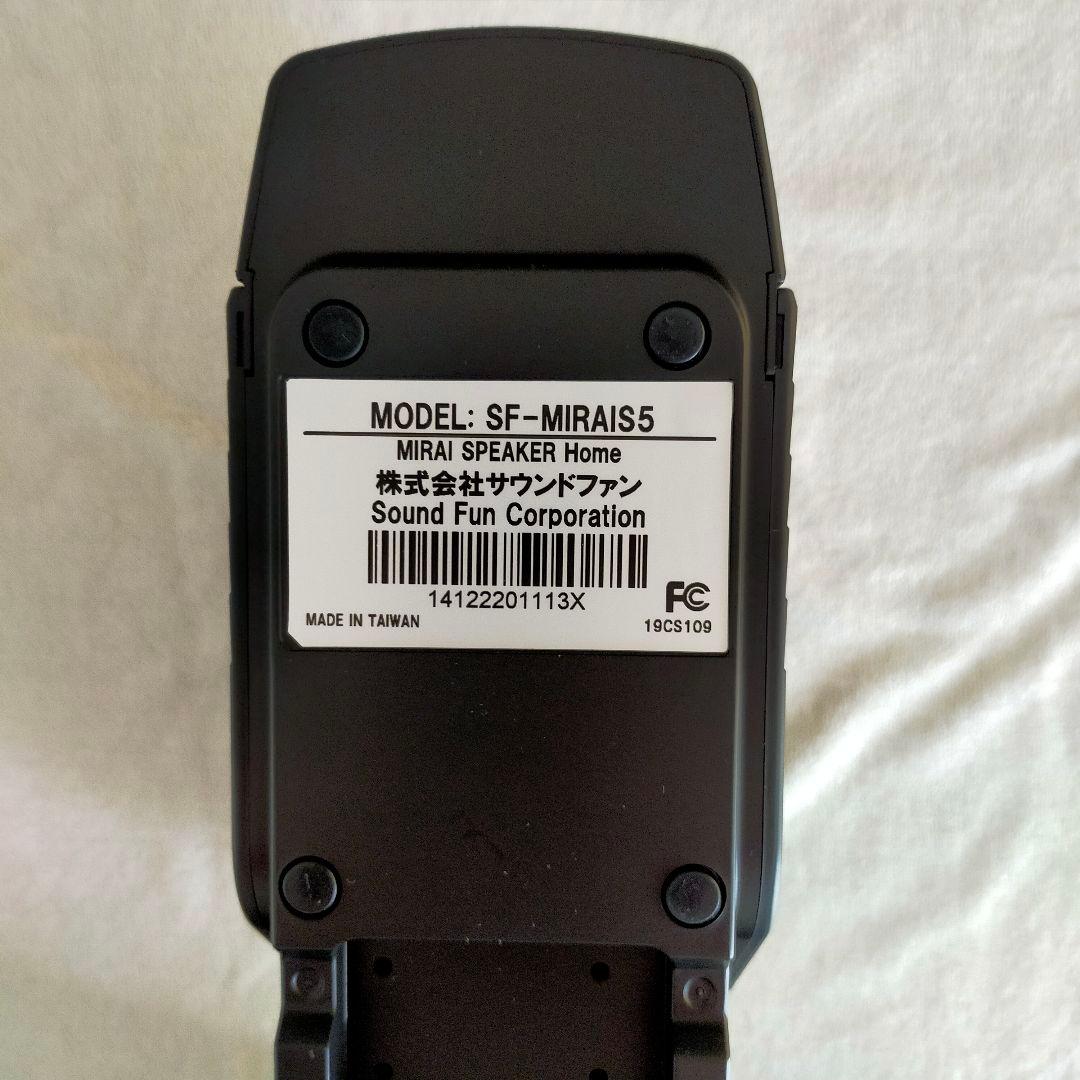 MODEL: SF-MIRAIS5
MIRAI SPEAKER Home
株式会社サウンドファン
Sound Fun Corporation
14122201113X
FC
MADE IN TAIWAN
19CS109